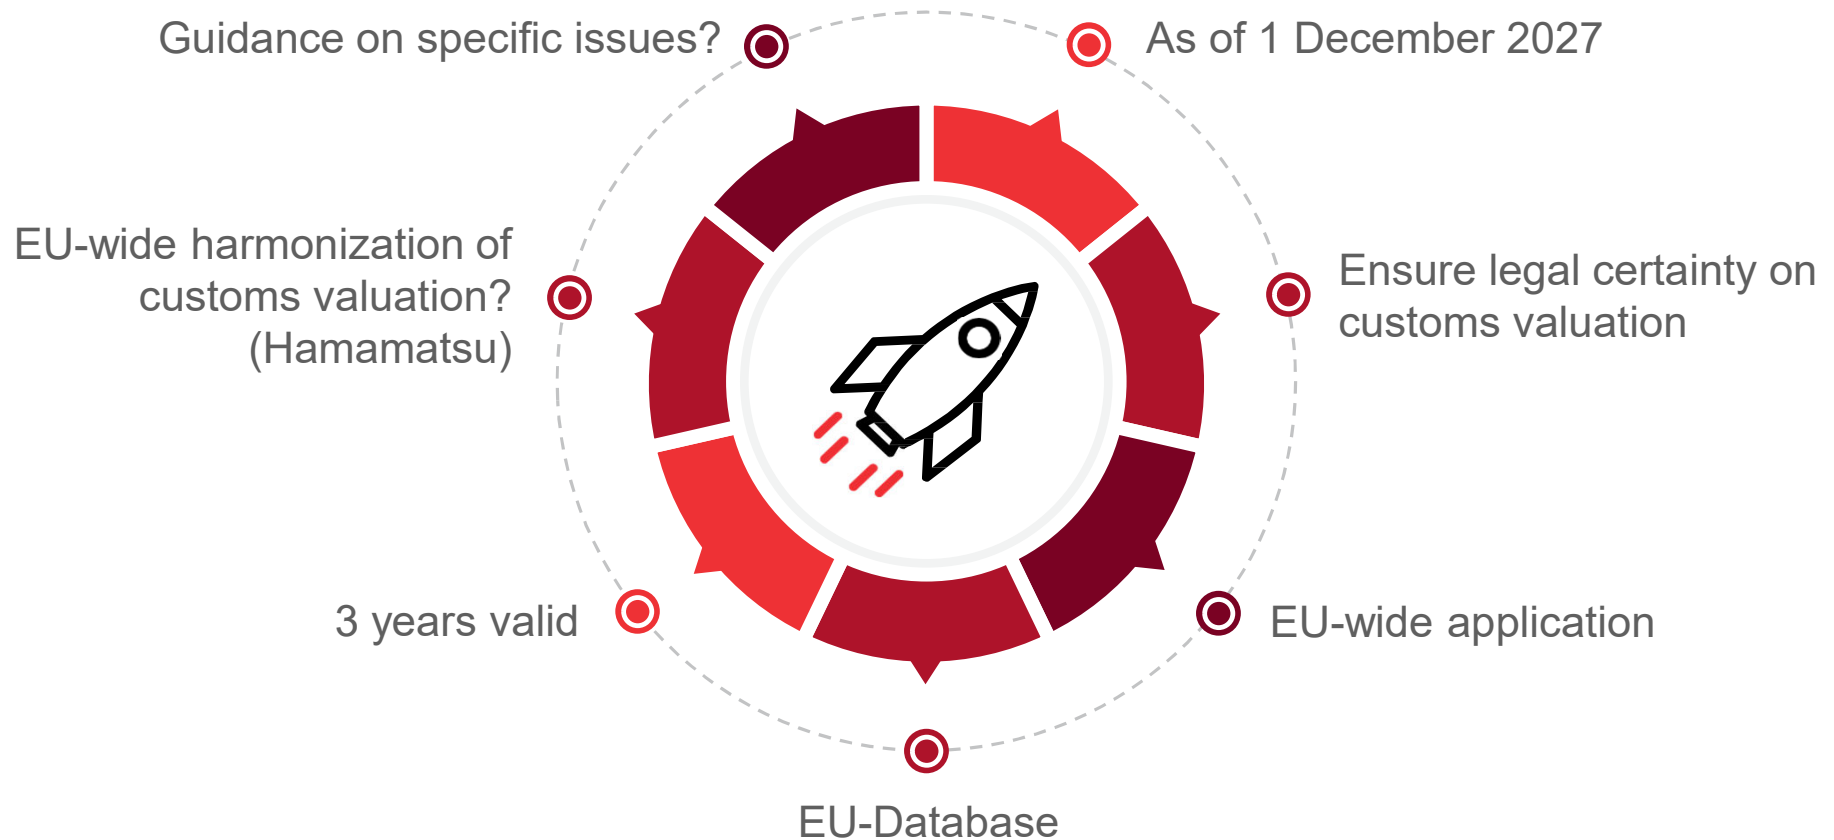 Guidance on specific issues?
As of 1 December 2027
EU-wide harmonization of
customs valuation?
(Hamamatsu)
Ensure legal certainty on
customs valuation
3 years valid
EU-wide application
EU-Database